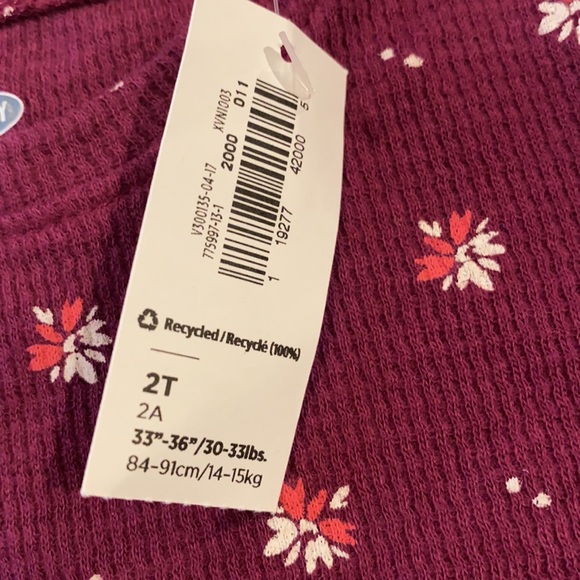 XVN1003
2000 011
1 19277 42000 5
V300135-04-17
775997-13-1
Recycled / Recyclé (100%)
2T
2A
33"-36"/30-33lbs.
84-91cm/14-15kg